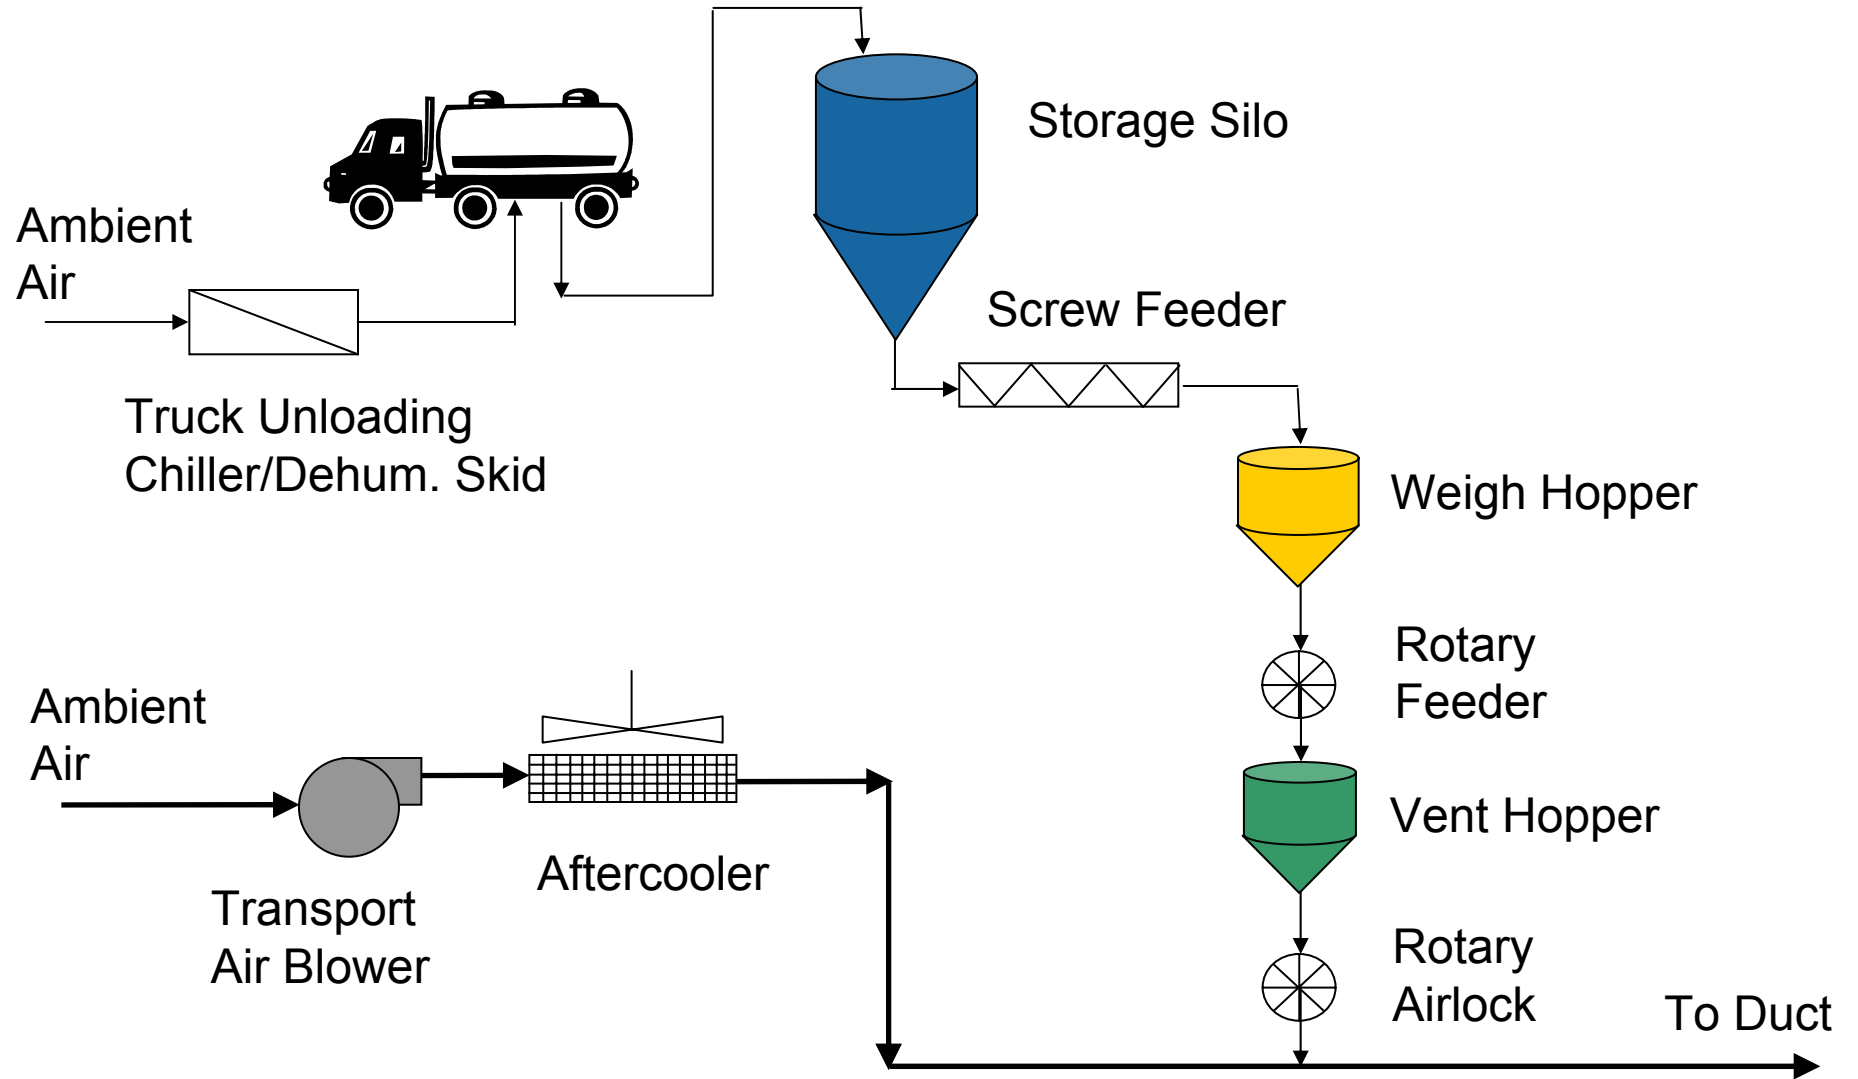 Storage Silo
Ambient
Air
Screw Feeder
Truck Unloading
Chiller/Dehum. Skid
Weigh Hopper
Rotary
Feeder
Ambient
Air
Vent Hopper
Aftercooler
Transport
Air Blower
Rotary
Airlock
To Duct